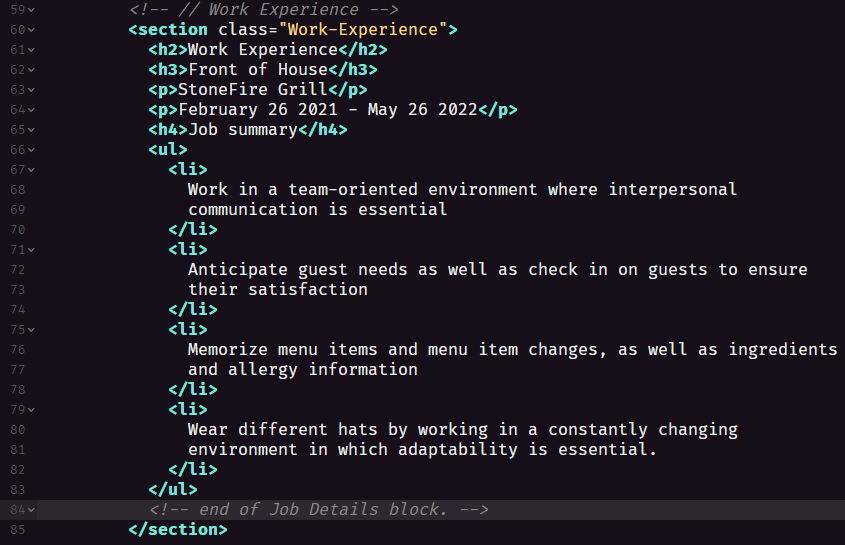 59 <!-- // Work Experience -->
60 <section class="Work-Experience">
61 <h2>Work Experience</h2>
62 <h3>Front of House</h3>
63 <p>StoneFire Grill</p>
64 <p>February 26 2021 - May 26 2022</p>
65 <h4>Job summary</h4>
66 <ul>
67 <li>
68 Work in a team-oriented environment where interpersonal
69 communication is essential
70 </li>
71 <li>
72 Anticipate guest needs as well as check in on guests to ensure
73 their satisfaction
74 </li>
75 <li>
76 Memorize menu items and menu item changes, as well as ingredients
77 and allergy information
78 </li>
79 <li>
80 Wear different hats by working in a constantly changing
81 environment in which adaptability is essential.
82 </li>
83 </ul>
84 <!-- end of Job Details block. -->
85 </section>